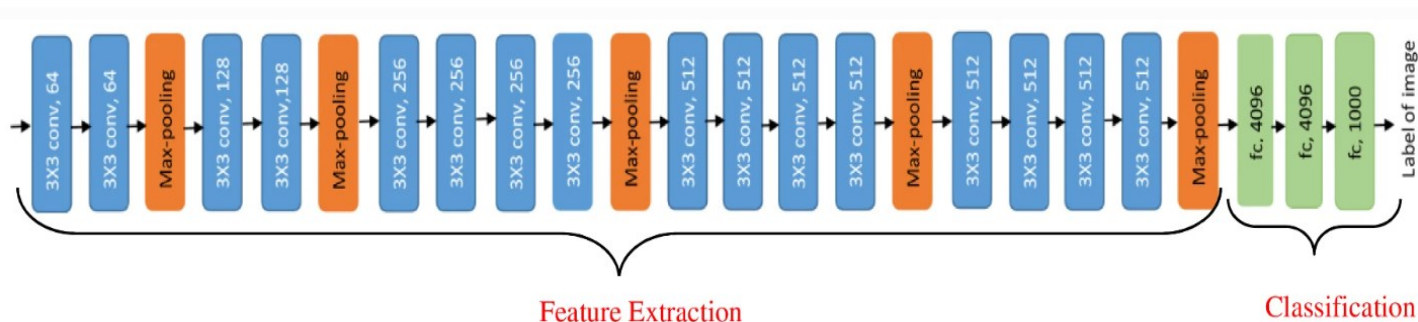 3X3 conv, 64
3X3 conv, 64
Max-pooling
3X3 conv, 128
3X3 conv,128
Max-pooling
3X3 conv, 256
3X3 conv, 256
3X3 conv, 256
3X3 conv, 256
Max-pooling
3X3 conv, 512
3X3 conv, 512
3X3 conv, 512
3X3 conv, 512
Max-pooling
3X3 conv, 512
3X3 conv, 512
3X3 conv, 512
3X3 conv, 512
Max-pooling
fc, 4096
fc, 4096
fc, 1000
Label of image
Feature Extraction
Classification